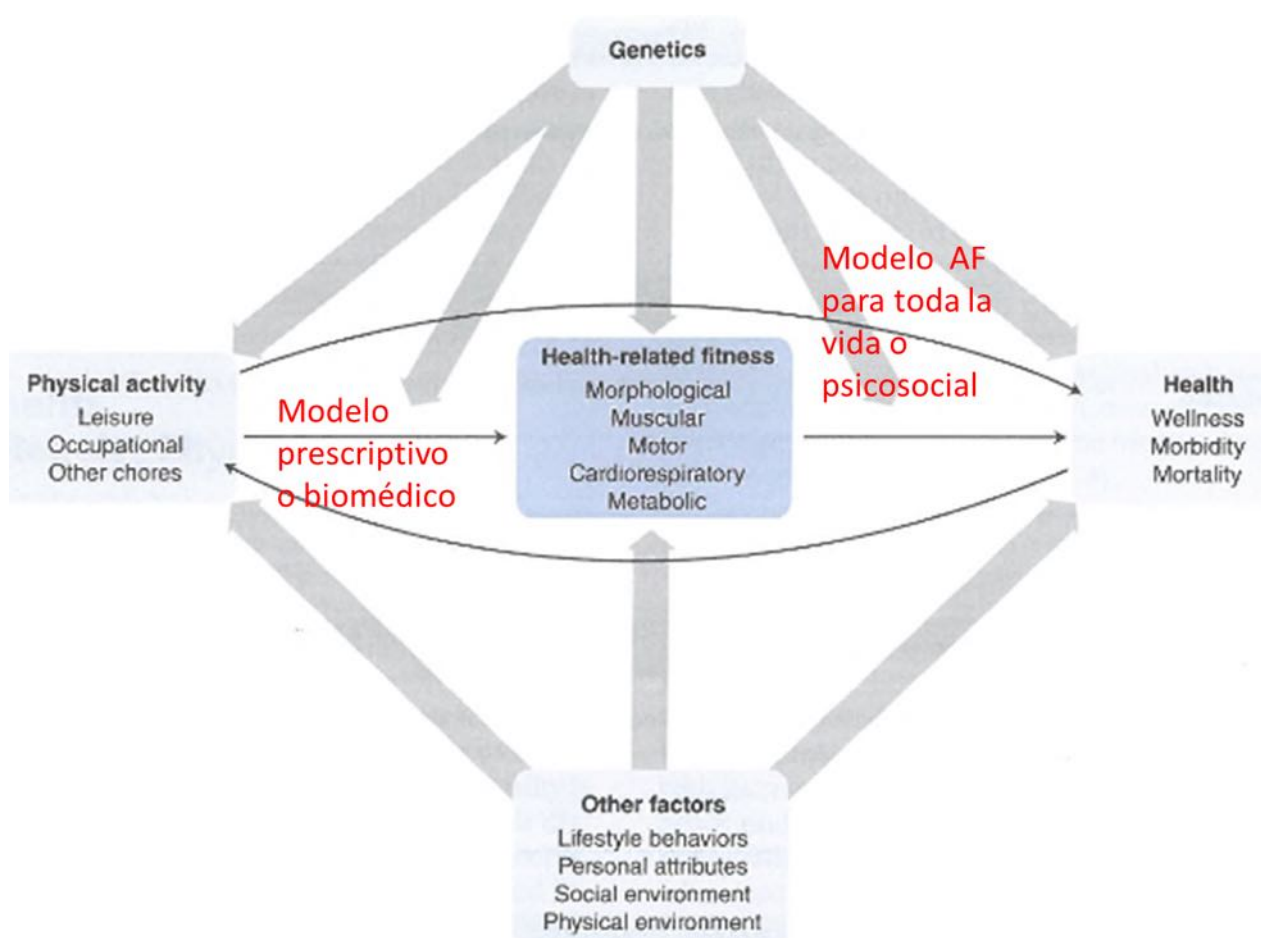 Genetics
Modelo AF
para toda la
vida o
psicosocial
Physical activity
Leisure
Occupational
Other chores
Modelo
prescriptivo
o biomédico
Health-related fitness
Morphological
Muscular
Motor
Cardiorespiratory
Metabolic
Health
Wellness
Morbidity
Mortality
Other factors
Lifestyle behaviors
Personal attributes
Social environment
Physical environment